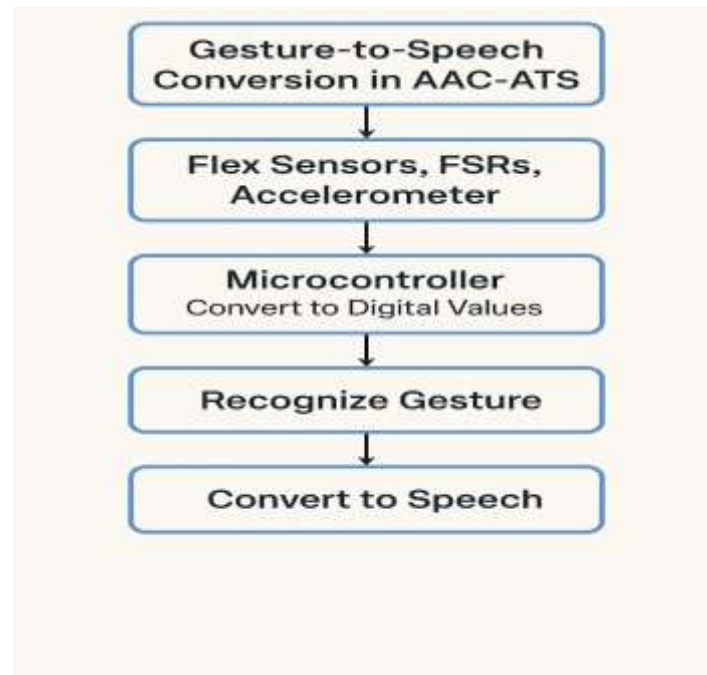 Gesture-to-Speech
Conversion in AAC-ATS
Flex Sensors, FSRs,
Accelerometer
Microcontroller
Convert to Digital Values
Recognize Gesture
Convert to Speech